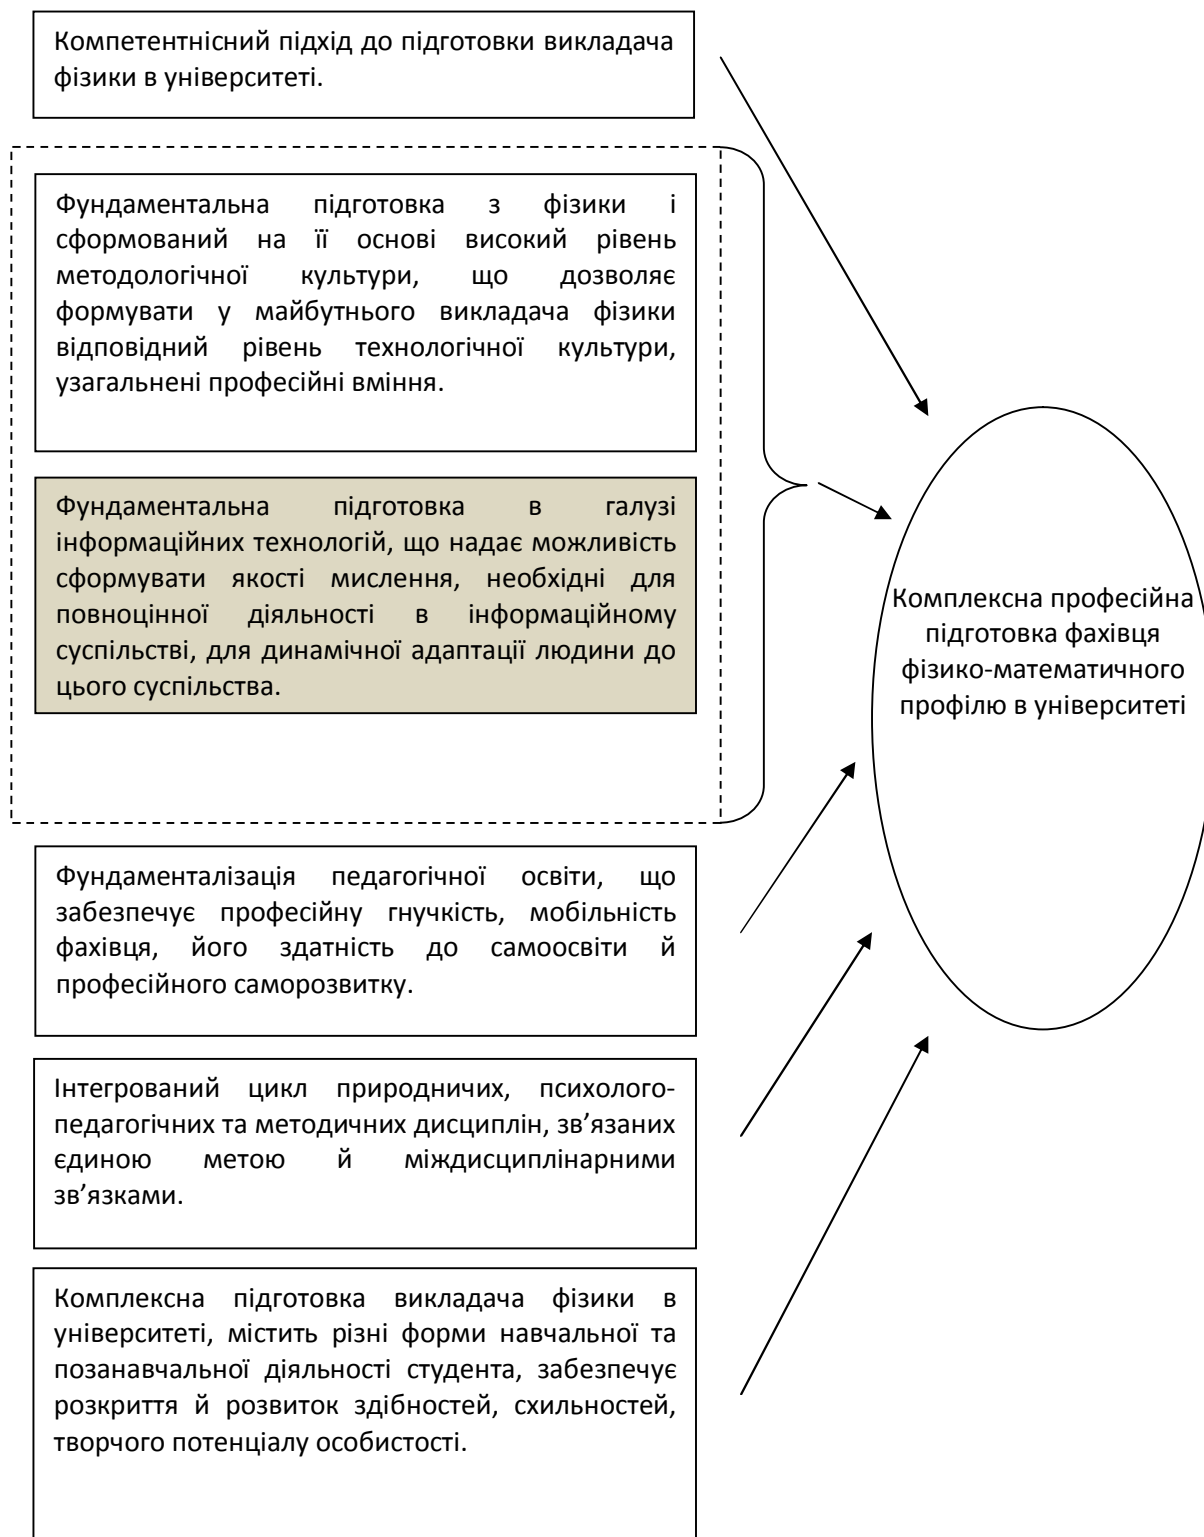 Компетентнісний підхід до підготовки викладача
фізики в університеті.
Фундаментальна підготовка з фізики і
сформований на її основі високий рівень
методологічної культури, що дозволяє
формувати у майбутнього викладача фізики
відповідний рівень технологічної культури,
узагальнені професійні вміння.
Фундаментальна підготовка в галузі
інформаційних технологій, що надає можливість
сформувати якості мислення, необхідні для
повноцінної діяльності в інформаційному
суспільстві, для динамічної адаптації людини до
цього суспільства.
Фундаменталізація педагогічної освіти, що
забезпечує професійну гнучкість, мобільність
фахівця, його здатність до самоосвіти й
професійного саморозвитку.
Інтегрований цикл природничих, психолого-
педагогічних та методичних дисциплін, зв’язаних
єдиною метою й міждисциплінарними
зв’язками.
Комплексна підготовка викладача фізики в
університеті, містить різні форми навчальної та
позанавчальної діяльності студента, забезпечує
розкриття й розвиток здібностей, схильностей,
творчого потенціалу особистості.
Комплексна професійна
підготовка фахівця
фізико-математичного
профілю в університеті